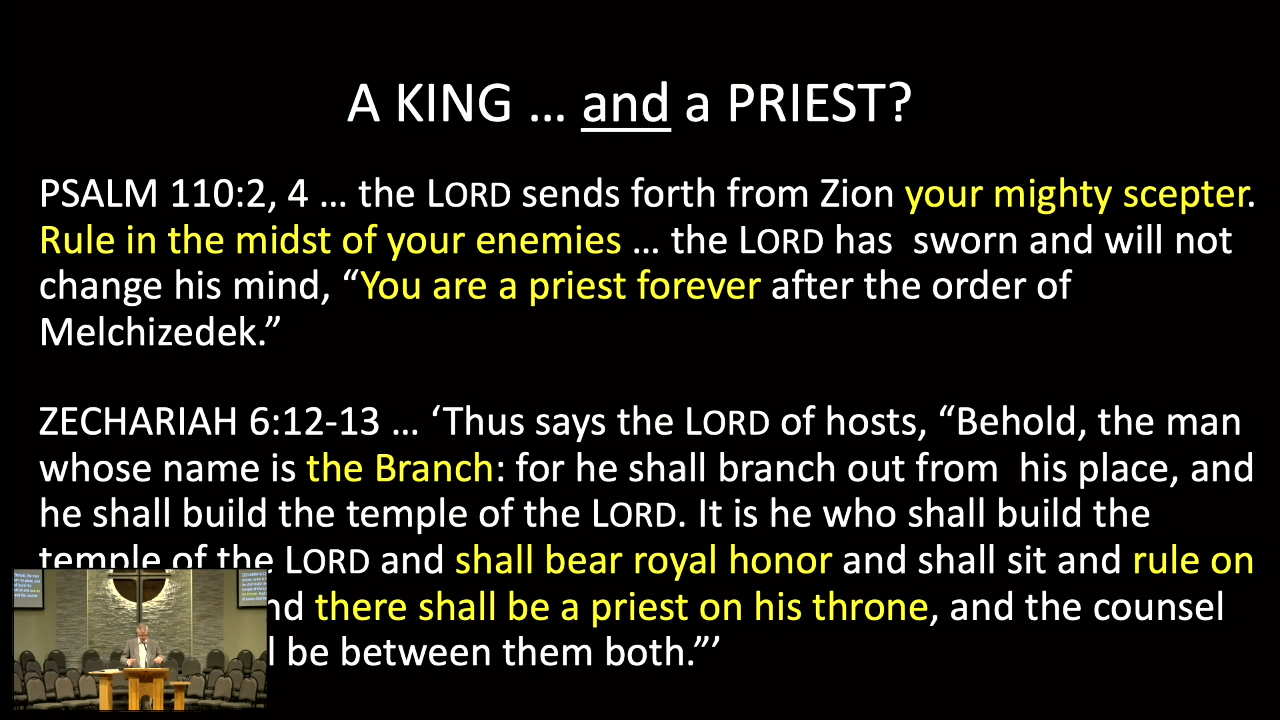 A KING … and a PRIEST?
PSALM 110:2, 4 … the LORD sends forth from Zion your mighty scepter.
Rule in the midst of your enemies … the LORD has  sworn and will not
change his mind, “You are a priest forever after the order of
Melchizedek.”
ZECHARIAH 6:12-13 … ‘Thus says the LORD of hosts, “Behold, the man
whose name is the Branch: for he shall branch out from  his place, and
he shall build the temple of the LORD. It is he who shall build the
temple of the LORD and shall bear royal honor and shall sit and rule on
there shall be a priest on his throne, and the counsel
be between them both.”’